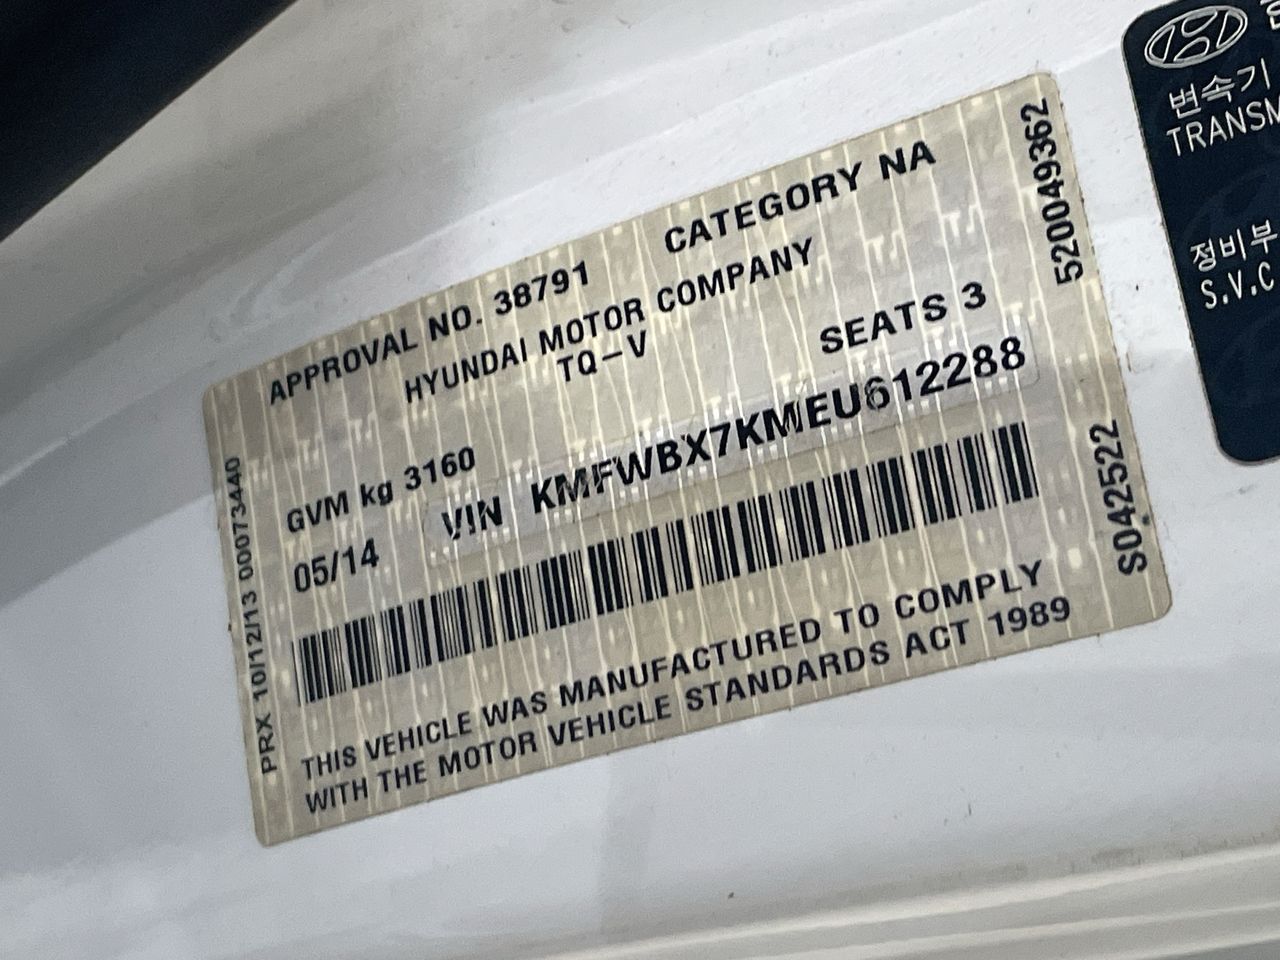 APPROVAL NO. 38791 CATEGORY NA
HYUNDAI MOTOR COMPANY
TQ-V
SEATS 3
GVM kg 3160
05/14 VIN KMFWBX7KMEU612288
THIS VEHICLE WAS MANUFACTURED TO COMPLY
WITH THE MOTOR VEHICLE STANDARDS ACT 1989
PRX 10/12/13 00073440
520049362
S042522
변속기
TRANSM
정비부
S.V.C